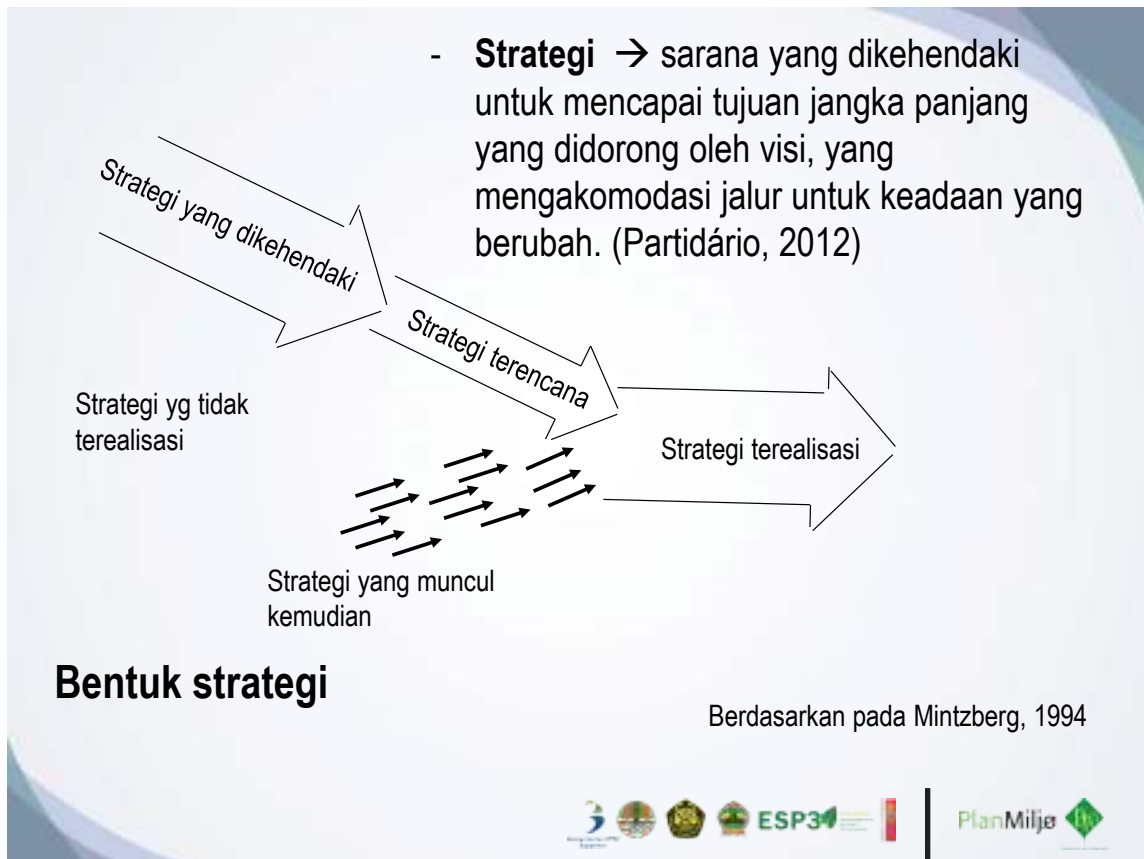 - Strategi → sarana yang dikehendaki
untuk mencapai tujuan jangka panjang
yang didorong oleh visi, yang
mengakomodasi jalur untuk keadaan yang
berubah. (Partidário, 2012)
Strategi yang dikehendaki
Strategi terencana
Strategi yg tidak
terealisasi
Strategi terealisasi
Strategi yang muncul
kemudian
Bentuk strategi
Berdasarkan pada Mintzberg, 1994
ESP3
PlanMiljø